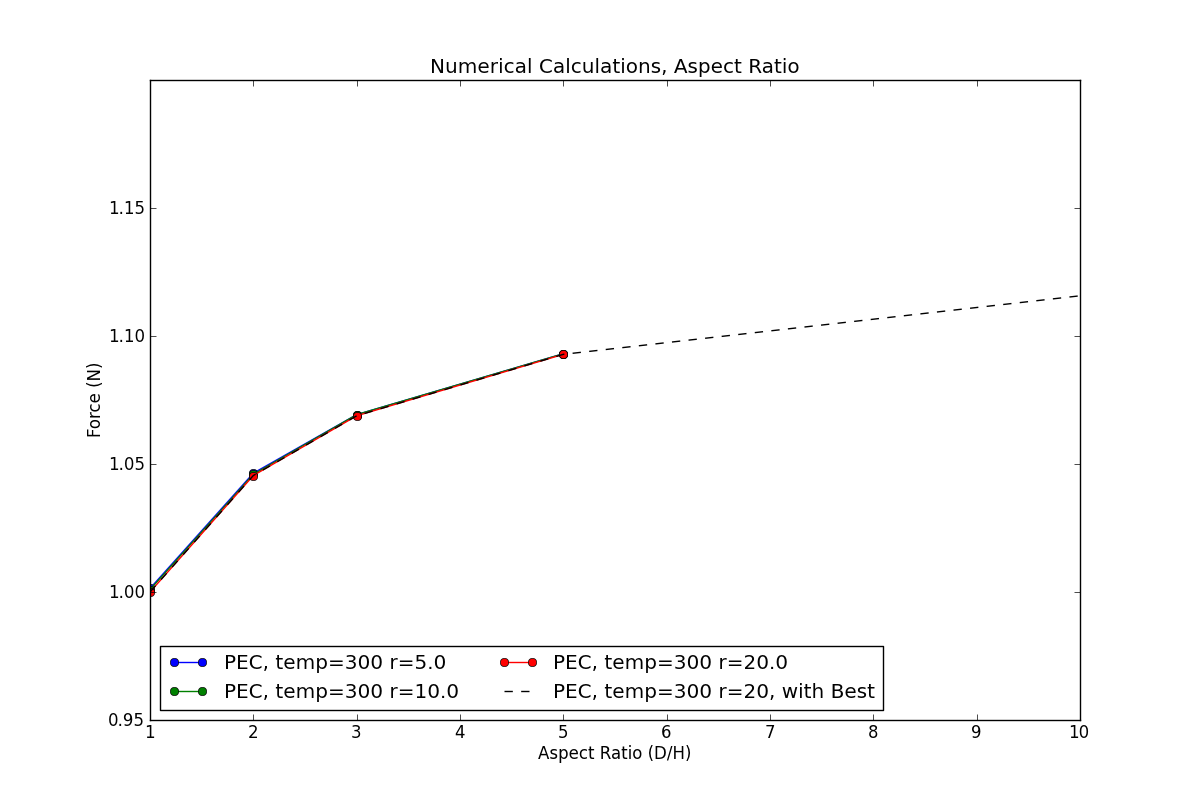 Numerical Calculations, Aspect Ratio
1.15
1.10
1.05
1.00
0.95
Force (N)
PEC, temp=300 r=5.0
PEC, temp=300 r=10.0
PEC, temp=300 r=20.0
PEC, temp=300 r=20, with Best
1 2 3 4 5 6 7 8 9 10
Aspect Ratio (D/H)